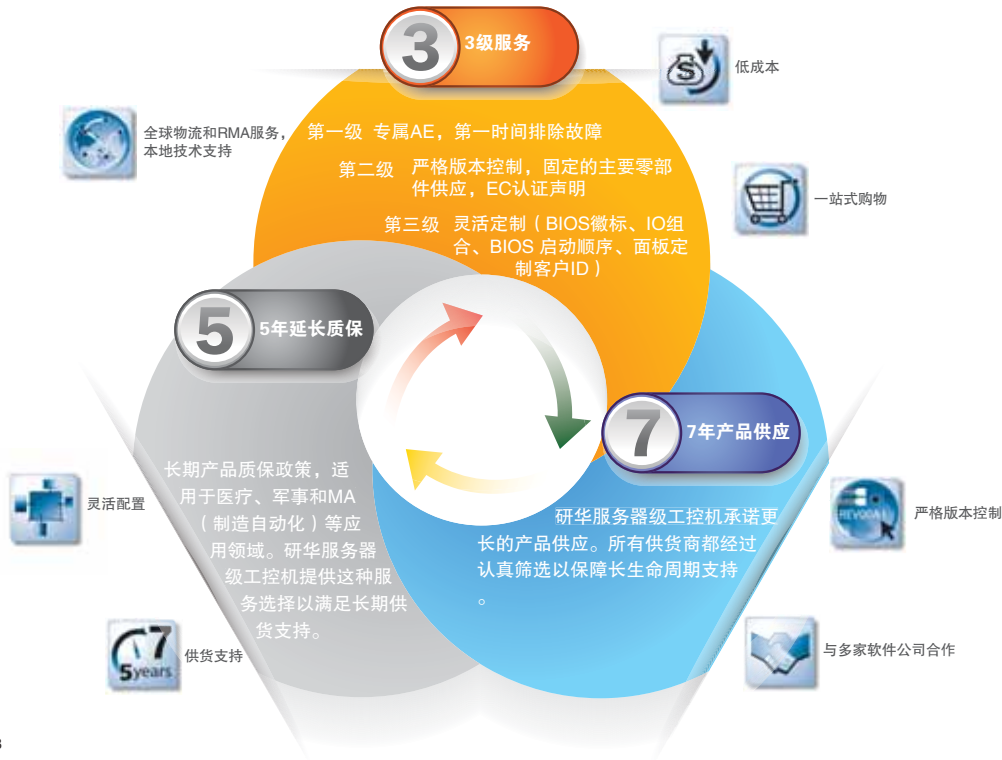 3
3级服务
低成本
全球物流和RMA服务，
本地技术支持
第一级 专属AE，第一时间排除故障
第二级 严格版本控制，固定的主要零部
件供应，EC认证声明
一站式购物
第三级 灵活定制（BIOS徽标、IO组
合、BIOS 启动顺序、面板定
制客户ID）
5
5年延长质保
7
7年产品供应
长期产品质保政策，适
用于医疗、军事和MA
（制造自动化）等应
用领域。研华服务器
级工控机提供这种服
务选择以满足长期供
货支持。
灵活配置
研华服务器级工控机承诺更
长的产品供应。所有供货商都经过
认真筛选以保障长生命周期支持
。
严格版本控制
7
5years
供货支持
与多家软件公司合作